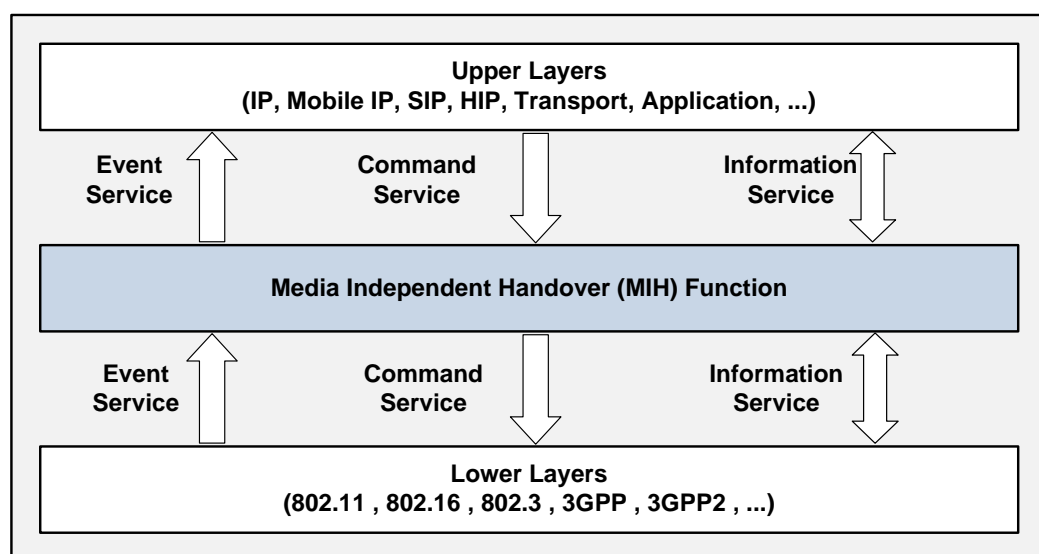 Upper Layers
(IP, Mobile IP, SIP, HIP, Transport, Application, ...)
Event
Service
Command
Service
Information
Service
Media Independent Handover (MIH) Function
Event
Service
Command
Service
Information
Service
Lower Layers
(802.11 , 802.16 , 802.3 , 3GPP , 3GPP2 , ...)